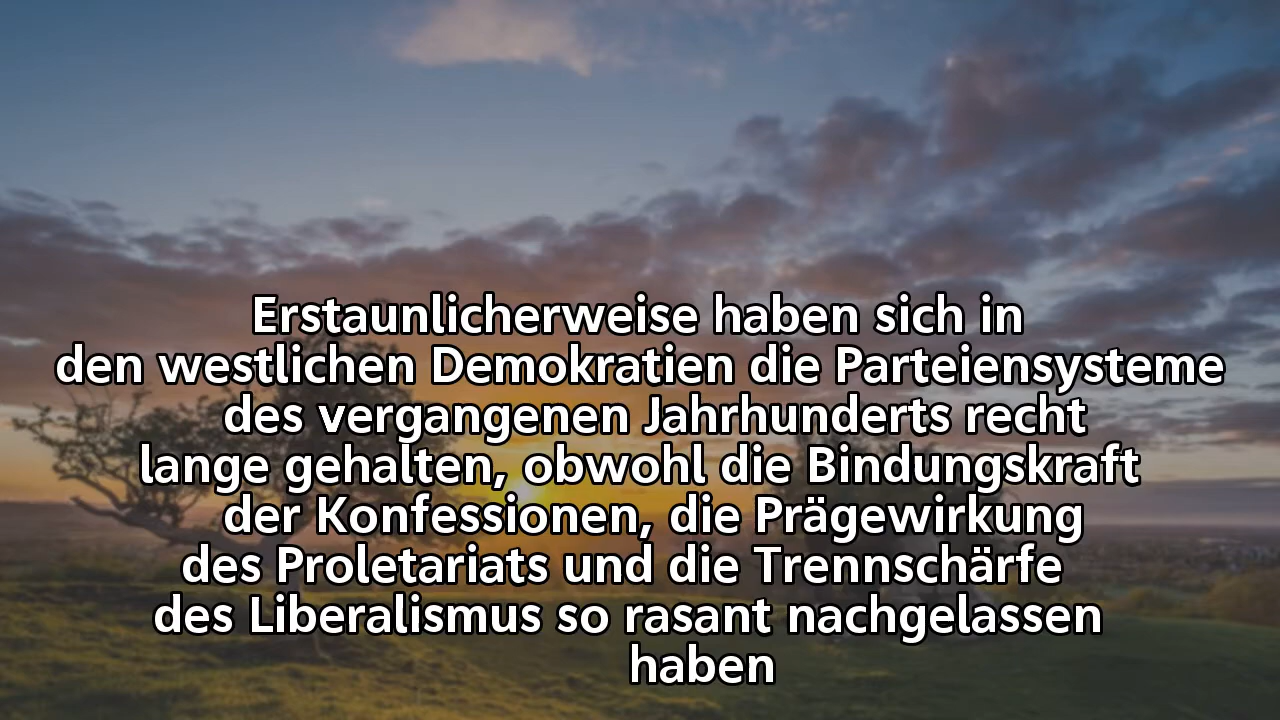 Erstaunlicherweise haben sich in
den westlichen Demokratien die Parteiensysteme
des vergangenen Jahrhunderts recht
lange gehalten, obwohl die Bindungskraft
der Konfessionen, die Prägewirkung
des Proletariats und die Trennschärfe
des Liberalismus so rasant nachgelassen
haben